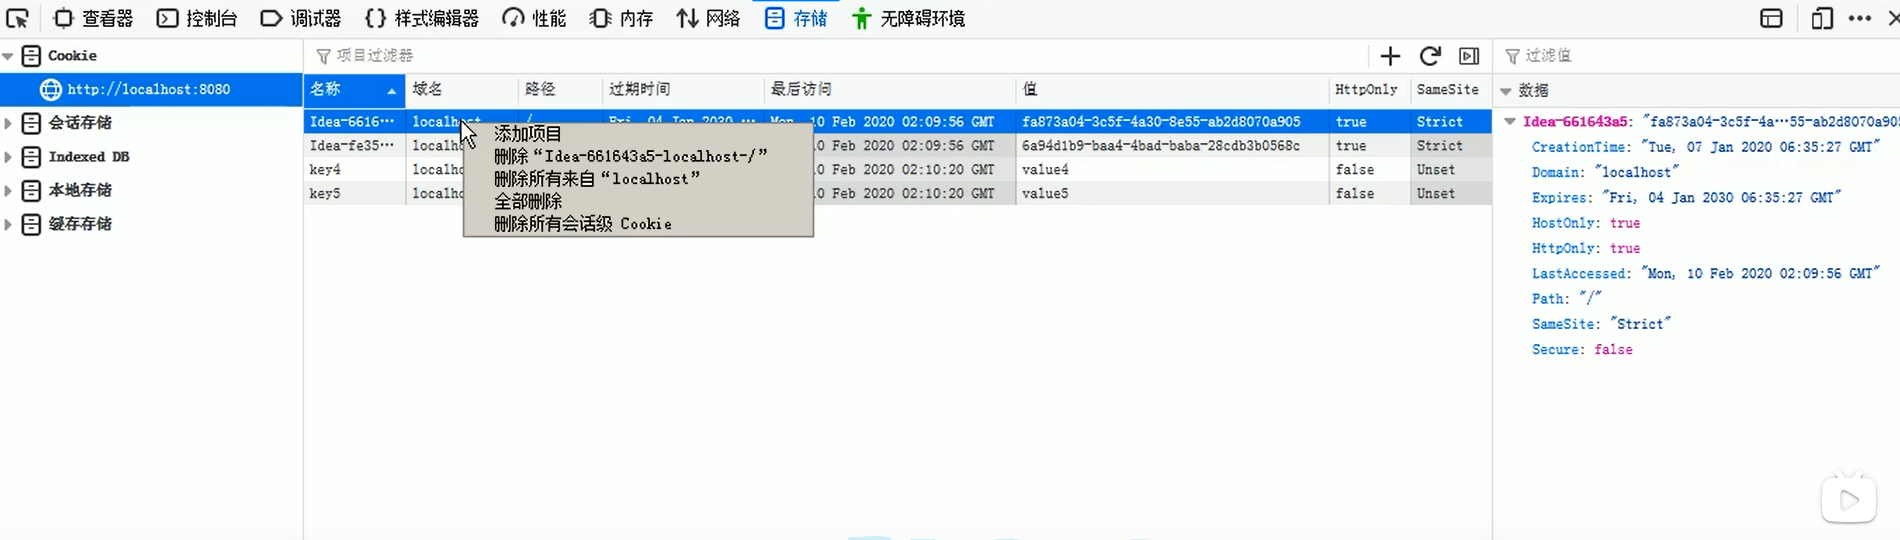 查看器 控制台 调试器 样式编辑器 性能 内存 网络 存储 无障碍环境
Cookie
http://localhost:8080
会话存储
Indexed DB
本地存储
缓存存储
项目过滤器
名称 域名 路径 过期时间 最后访问 值 HttpOnly SameSite
Idea-6616… localhost / Fri, 04 Jan 2030 … Mon, 10 Feb 2020 02:09:56 GMT fa873a04-3c5f-4a30-8e55-ab2d8070a905 true Strict
Idea-fe35… localho 0 Feb 2020 02:09:56 GMT 6a94d1b9-baa4-4bad-baba-28cdb3b0568c true Strict
key4 localho 0 Feb 2020 02:10:20 GMT value4 false Unset
key5 localho 0 Feb 2020 02:10:20 GMT value5 false Unset
添加项目
删除“Idea-661643a5-localhost-/”
删除所有来自“localhost”
全部删除
删除所有会话级 Cookie
过滤值
数据
Idea-661643a5: "fa873a04-3c5f-4a…55-ab2d8070a905
CreationTime: "Tue, 07 Jan 2020 06:35:27 GMT"
Domain: "localhost"
Expires: "Fri, 04 Jan 2030 06:35:27 GMT"
HostOnly: true
HttpOnly: true
LastAccessed: "Mon, 10 Feb 2020 02:09:56 GMT"
Path: "/"
SameSite: "Strict"
Secure: false